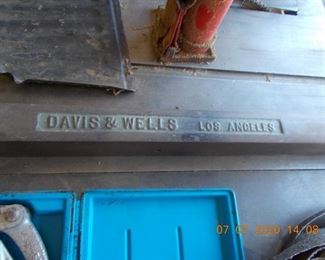 DAVIS & WELLS LOS ANGELES
07 07 2020 14:08